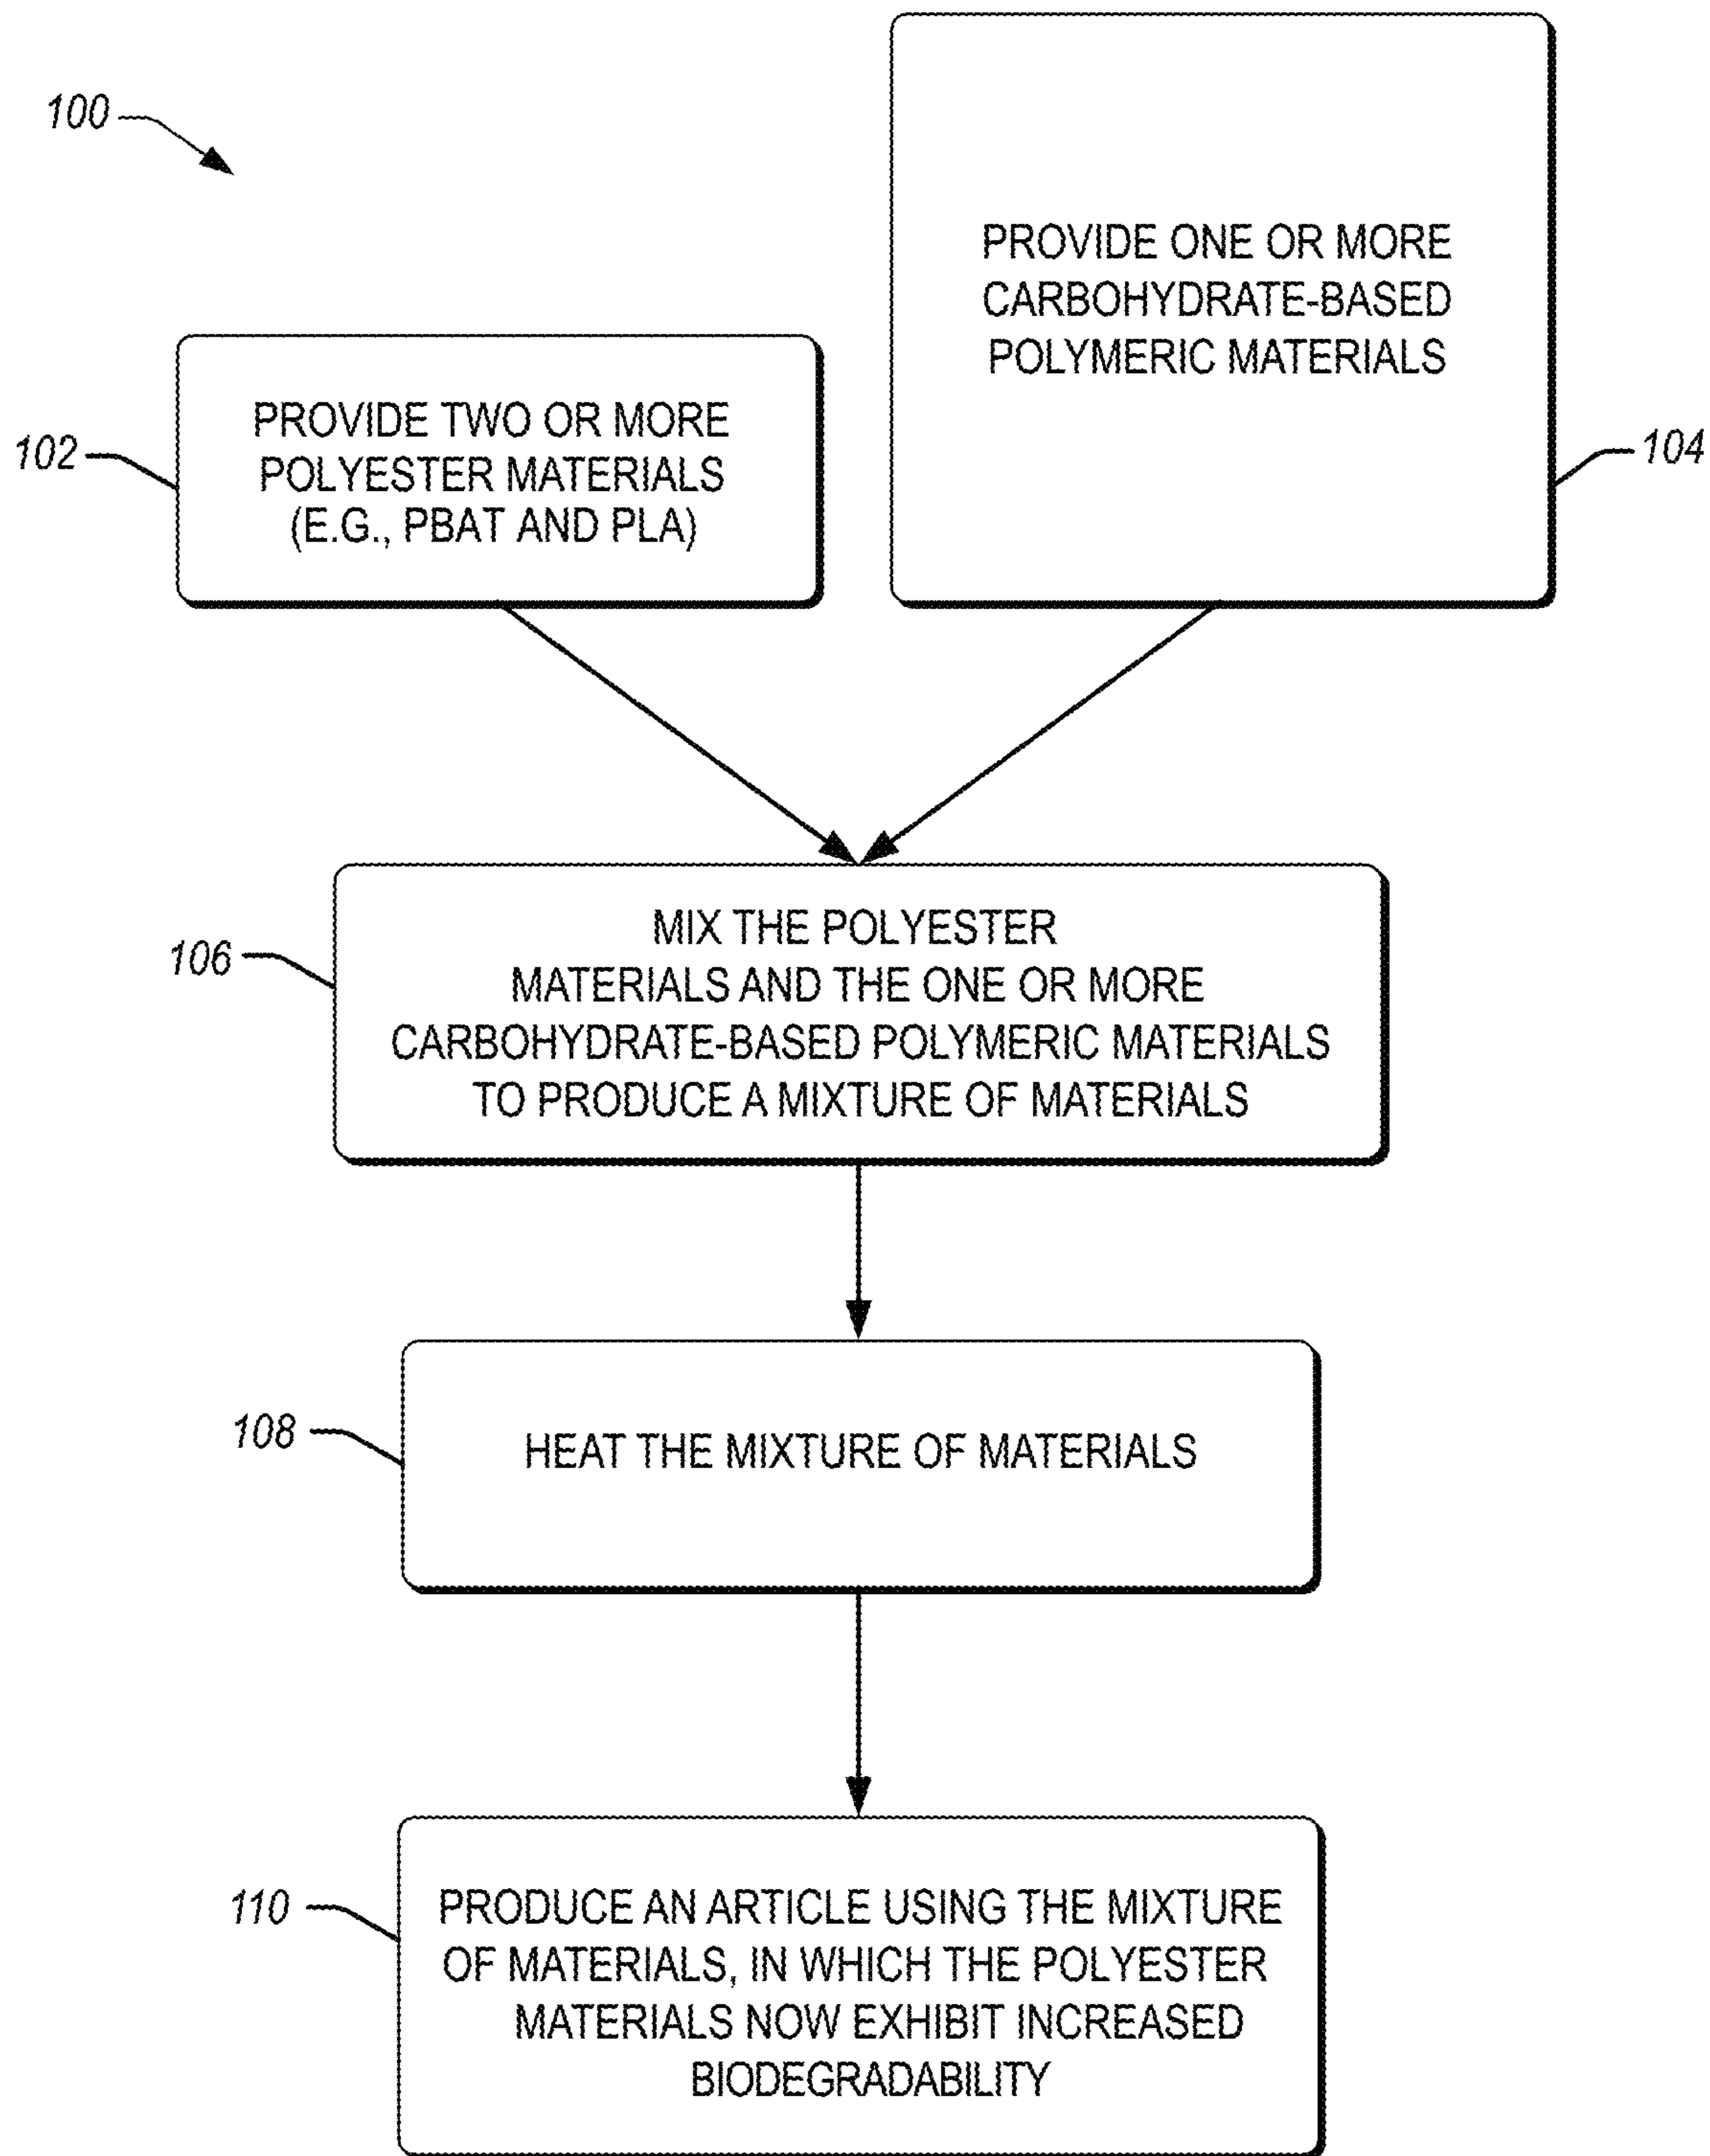 100
PROVIDE ONE OR MORE
CARBOHYDRATE-BASED
POLYMERIC MATERIALS
104
102
PROVIDE TWO OR MORE
POLYESTER MATERIALS
(E.G., PBAT AND PLA)
106
MIX THE POLYESTER
MATERIALS AND THE ONE OR MORE
CARBOHYDRATE-BASED POLYMERIC MATERIALS
TO PRODUCE A MIXTURE OF MATERIALS
108
HEAT THE MIXTURE OF MATERIALS
110
PRODUCE AN ARTICLE USING THE MIXTURE
OF MATERIALS, IN WHICH THE POLYESTER
MATERIALS NOW EXHIBIT INCREASED
BIODEGRADABILITY